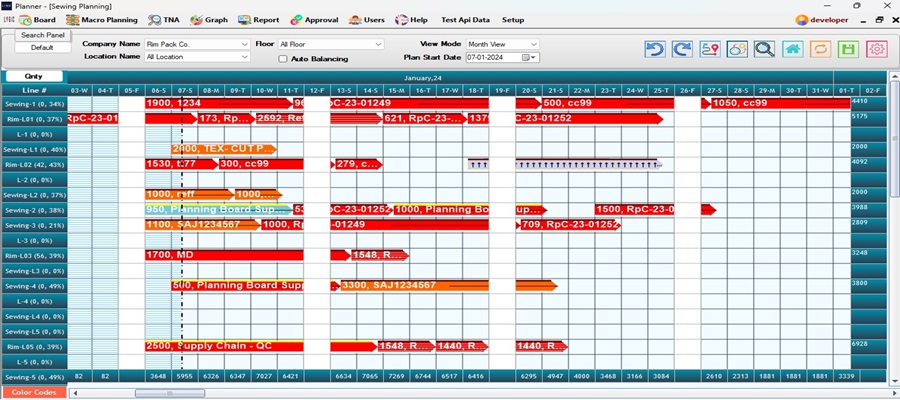 Planner - [Sewing Planning]
Board Macro Planning TNA Graph Report Approval Users Help Test Api Data Setup developer
Search Panel
Default
Company Name Rim Pack Co. Floor All Floor View Mode Month View
Location Name All Location Auto Balancing Plan Start Date 07-01-2024
Qnty
January,24
Line # 03-W 04-T 05-F 06-S 07-S 08-M 09-T 10-W 11-T 12-F 13-S 14-S 15-M 16-T 17-W 18-T 19-F 20-S 21-S 22-M 23-T 24-W 25-T 26-F 27-S 28-S 29-M 30-T 31-W 01-T 02-F
Sewing-1 (0, 34%) 1900, 1234 96 oC-23-01249 500, cc99 1050, cc99 4410
Rim-L01 (0, 37%) RpC-23-01 173, Rp... 2592, Ref 621, RpC-23-... 137 C-23-01252 5175
L-1 (0, 0%)
Sewing-L1 (0, 40%) 2000, TEX- CUT P... 2000
Rim-L02 (42, 43%) 1530, t:77 300, cc99 279, c... 4092
L-2 (0, 0%)
Sewing-L2 (0, 37%) 1000, reff 1000,... 2000
Sewing-2 (0, 38%) 950, Planning Board Sup... 53 oC-23-01252 1000, Planning Bo up... 1500, RpC-23-0 3988
Sewing-3 (0, 21%) 1100, SAJ1234567 1000, Rp -01249 709, RpC-23-01252 2809
L-3 (0, 0%)
Rim-L03 (56, 39%) 1700, MD 1548, R... 3248
Sewing-L3 (0, 0%)
Sewing-4 (0, 49%) 500, Planning Board Supp 3300, SAJ1234567 3800
Sewing-L4 (0, 0%)
Sewing-L5 (0, 0%)
Rim-L05 (0, 39%) 2500, Supply Chain - QC 1548, R... 1440, R... 1440, R... 6928
L-5 (0, 0%)
Sewing-5 (0, 49%) 82 82 3648 5955 6326 6347 7027 6421 6634 7065 7269 6744 6517 6416 6295 4947 4000 3468 3166 3084 2610 2313 1881 1881 3339
Color Codes